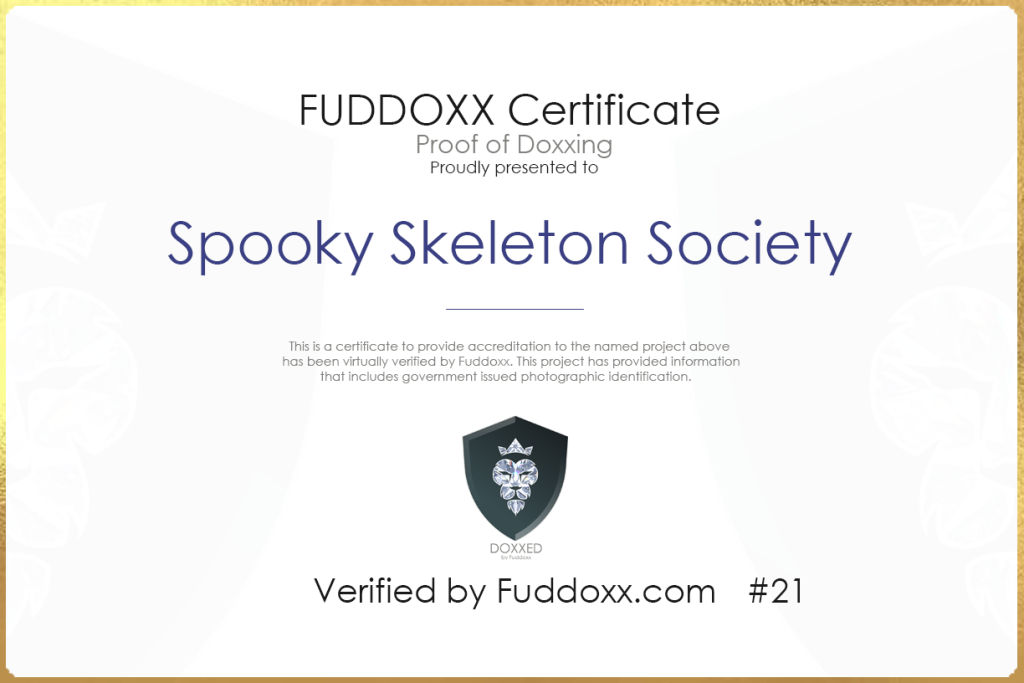 FUDDOXX Certificate
Proof of Doxxing
Proudly presented to
Spooky Skeleton Society
This is a certificate to provide accreditation to the named project above
has been virtually verified by Fuddoxx. This project has provided information
that includes government issued photographic identification.
DOXXED
by Fuddoxx
Verified by Fuddoxx.com #21